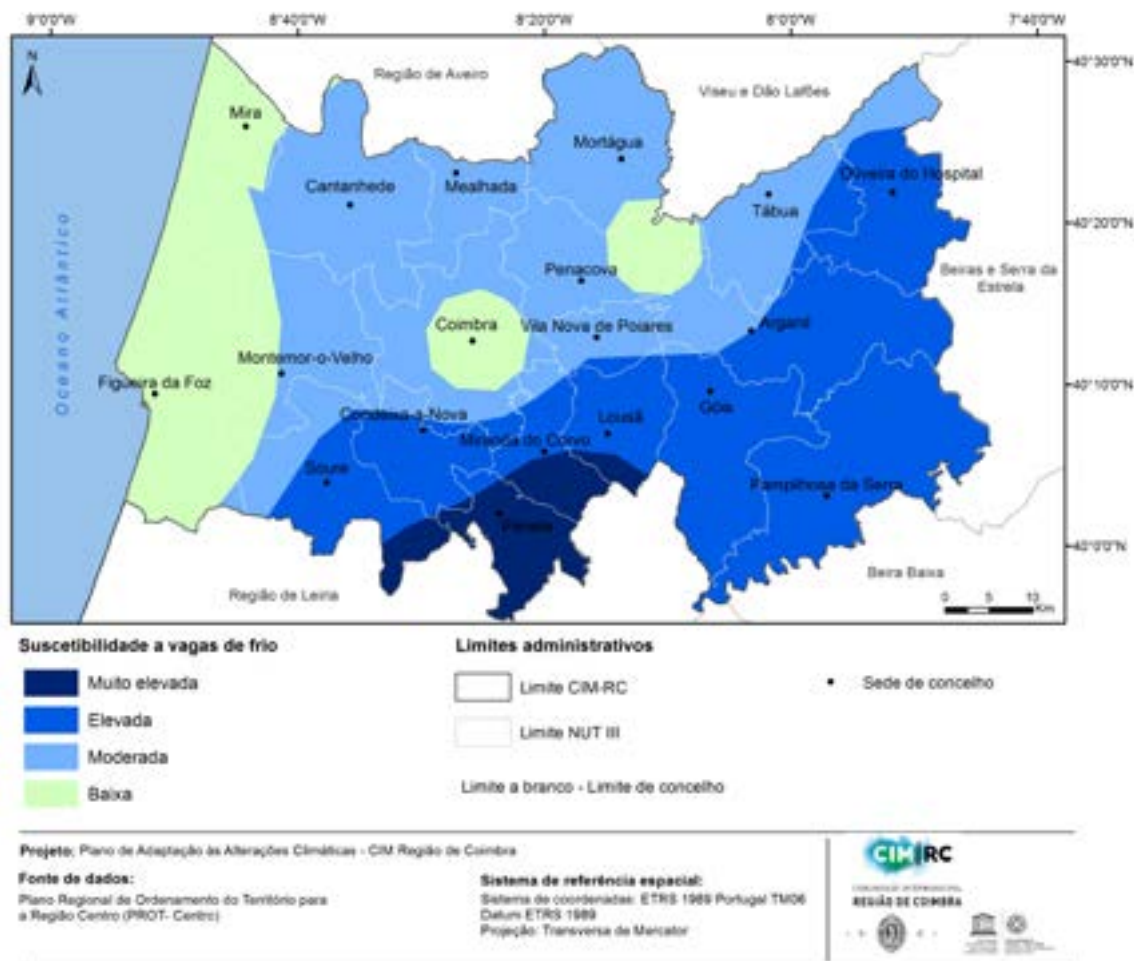 9°0'0"W 8°40'0"W 8°20'0"W 8°0'0"W 7°40'0"W
N
Região de Aveiro
Viseu e Dão Lafões
40°30'0"N
Mira
Mortágua
Cantanhede
Mealhada
Oliveira do Hospital
Tábua
40°20'0"N
Oceano Atlântico
Penacova
Beiras e Serra da
Estrela
Coimbra
Vila Nova de Poiares
Arganil
Montemor-o-Velho
Figueira da Foz
40°10'0"N
Condeixa-a-Nova
Lousã
Góis
Miranda do Corvo
Soure
Pampilhosa da Serra
Penela
40°0'0"N
Região de Leiria
Beira Baixa
0 5 10
Km
Suscetibilidade a vagas de frio
Muito elevada
Elevada
Moderada
Baixa
Limites administrativos
Limite CIM-RC
Limite NUT III
Limite a branco - Limite de concelho
Sede de concelho
Projeto: Plano de Adaptação às Alterações Climáticas - CIM Região de Coimbra
Fonte de dados:
Plano Regional de Ordenamento do Território para
a Região Centro (PROT- Centro)
Sistema de referência espacial:
Sistema de coordenadas: ETRS 1989 Portugal TM06
Datum ETRS 1989
Projeção: Transversa de Mercator
CIM|RC
COMUNIDADE INTERMUNICIPAL
REGIÃO DE COIMBRA